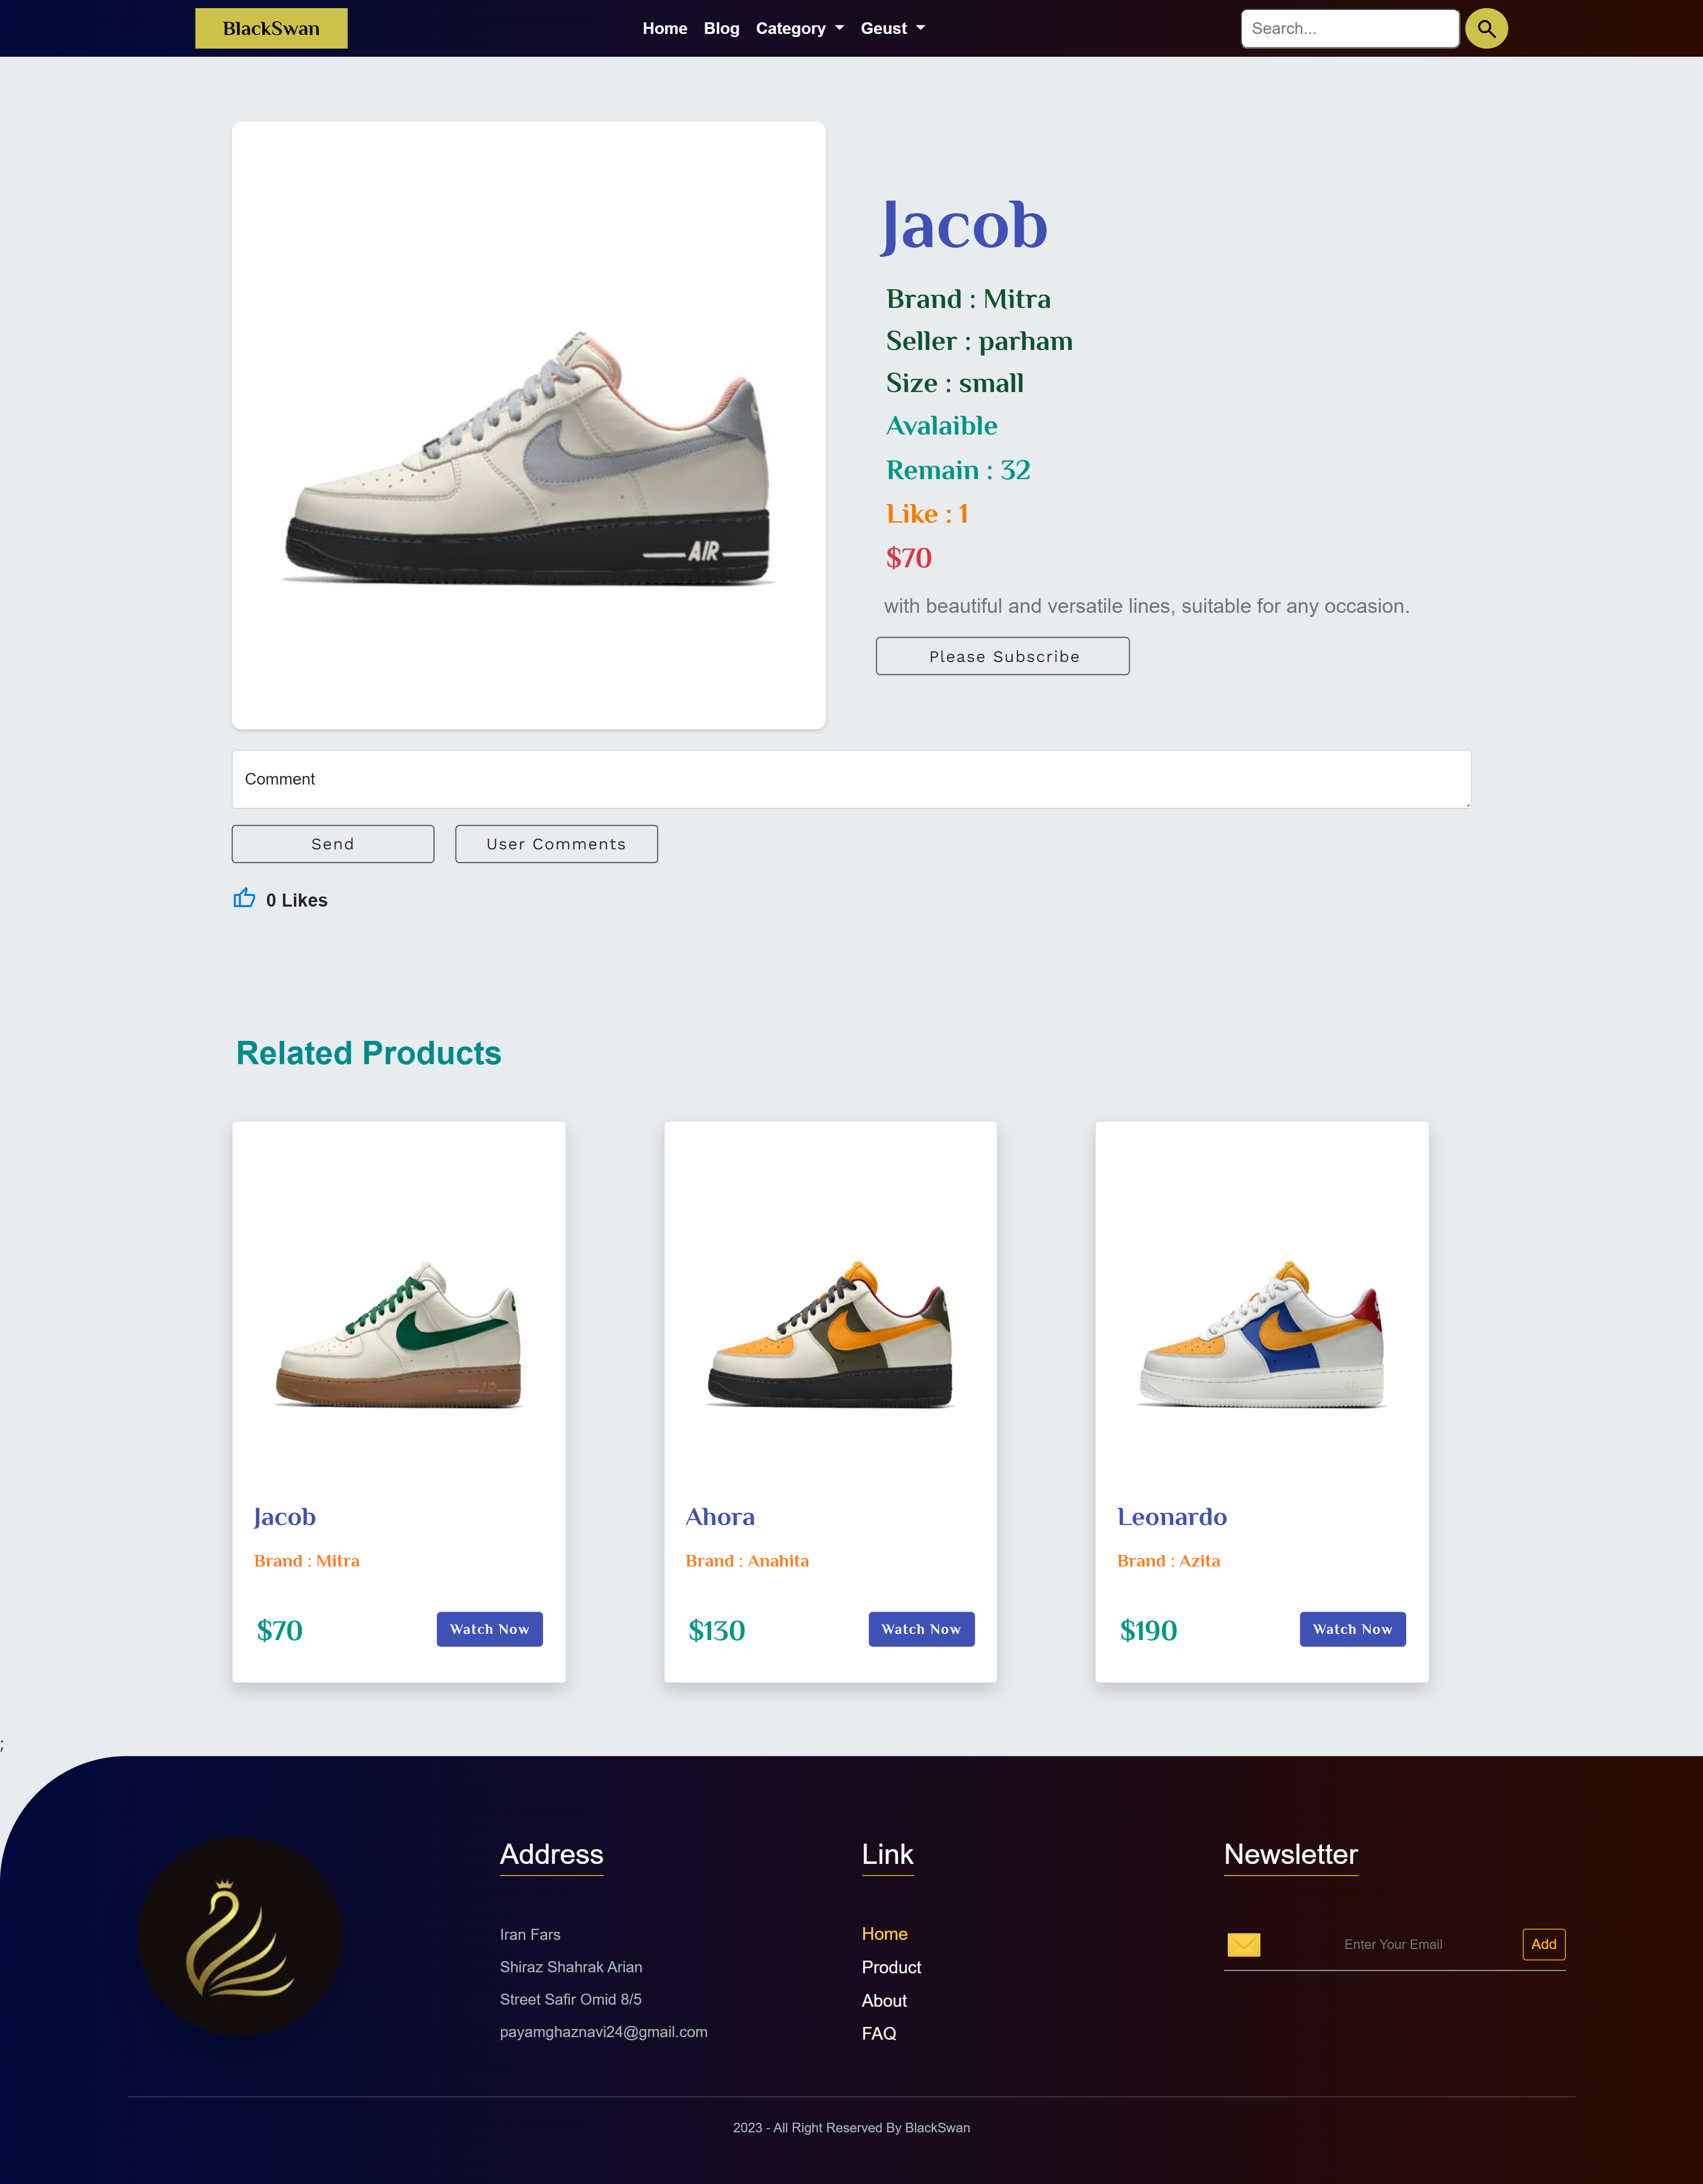 BlackSwan
Home Blog Category Geust
Search...
Jacob
Brand : Mitra
Seller : parham
Size : small
Avalaible
Remain : 32
Like : 1
$70
with beautiful and versatile lines, suitable for any occasion.
Please Subscribe
AIR
Comment
Send
User Comments
0 Likes
Related Products
Jacob
Brand : Mitra
$70
Watch Now
Ahora
Brand : Anahita
$130
Watch Now
Leonardo
Brand : Azita
$190
Watch Now
;
Address
Iran Fars
Shiraz Shahrak Arian
Street Safir Omid 8/5
payamghaznavi24@gmail.com
Link
Home
Product
About
FAQ
Newsletter
Enter Your Email
Add
2023 - All Right Reserved By BlackSwan